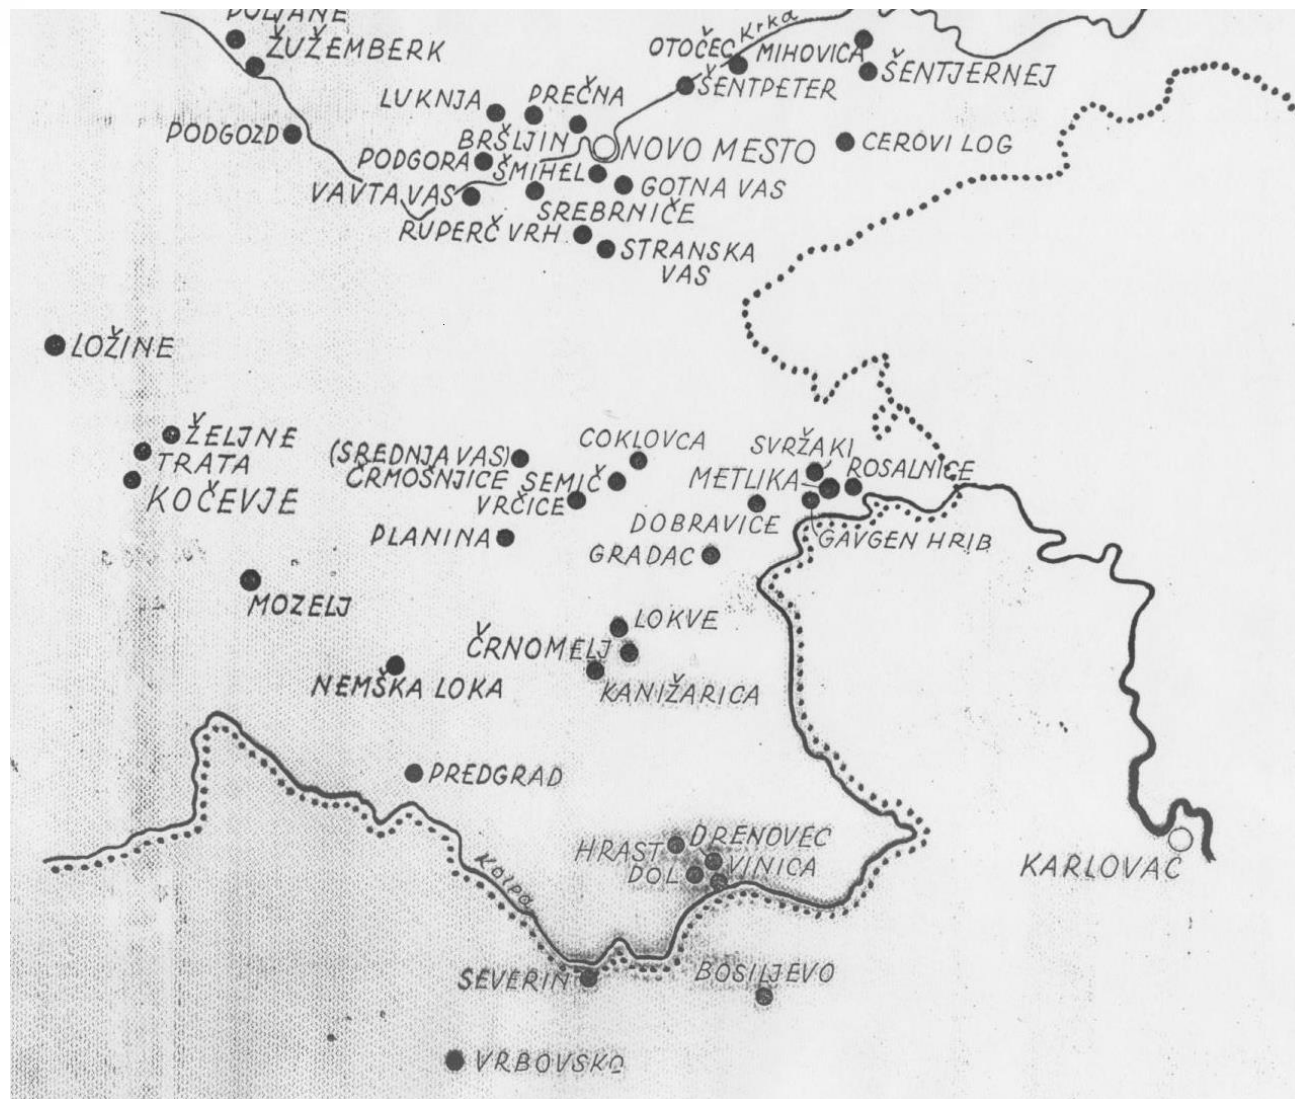 POLJANE
ŽUŽEMBERK
Krka
OTOČEC
MIHOVICA
ŠENTJERNEJ
ŠENTPETER
LUKNJA
PREČNA
PODGOZD
BRŠLJIN
NOVO MESTO
CEROVI LOG
PODGORA
ŠMIHEL
GOTNA VAS
VAVTA VAS
SREBRNIČE
RUPERČ VRH
STRANSKA
VAS
LOŽINE
ŽELJNE
TRATA
KOČEVJE
(SREDNJA VAS)
ČRMOŠNJICE
COKLOVCA
SEMIČ
VRČICE
SVRŽAKI
METLIKA
ROSALNICE
DOBRAVICE
GAVGEN HRIB
PLANINA
GRADAC
MOZELJ
LOKVE
ČRNOMELJ
KANIŽARICA
NEMŠKA LOKA
PREDGRAD
Kolpa
HRAST
DRENOVEC
DOL
VINICA
KARLOVAC
SEVERIN
BOSILJEVO
VRBOVSKO